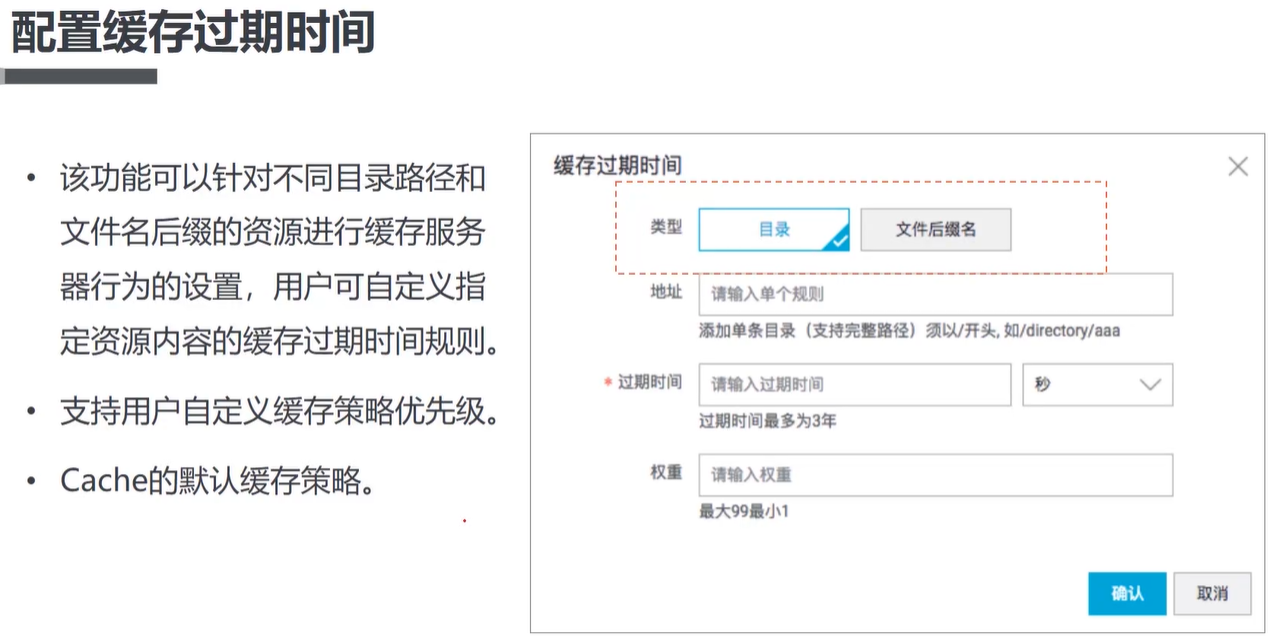 配置缓存过期时间
• 该功能可以针对不同目录路径和
文件名后缀的资源进行缓存服务
器行为的设置，用户可自定义指
定资源内容的缓存过期时间规则。
• 支持用户自定义缓存策略优先级。
• Cache的默认缓存策略。
缓存过期时间
类型 目录 文件后缀名
地址 请输入单个规则
添加单条目录（支持完整路径）须以/开头, 如/directory/aaa
* 过期时间 请输入过期时间 秒
过期时间最多为3年
权重 请输入权重
最大99最小1
确认 取消